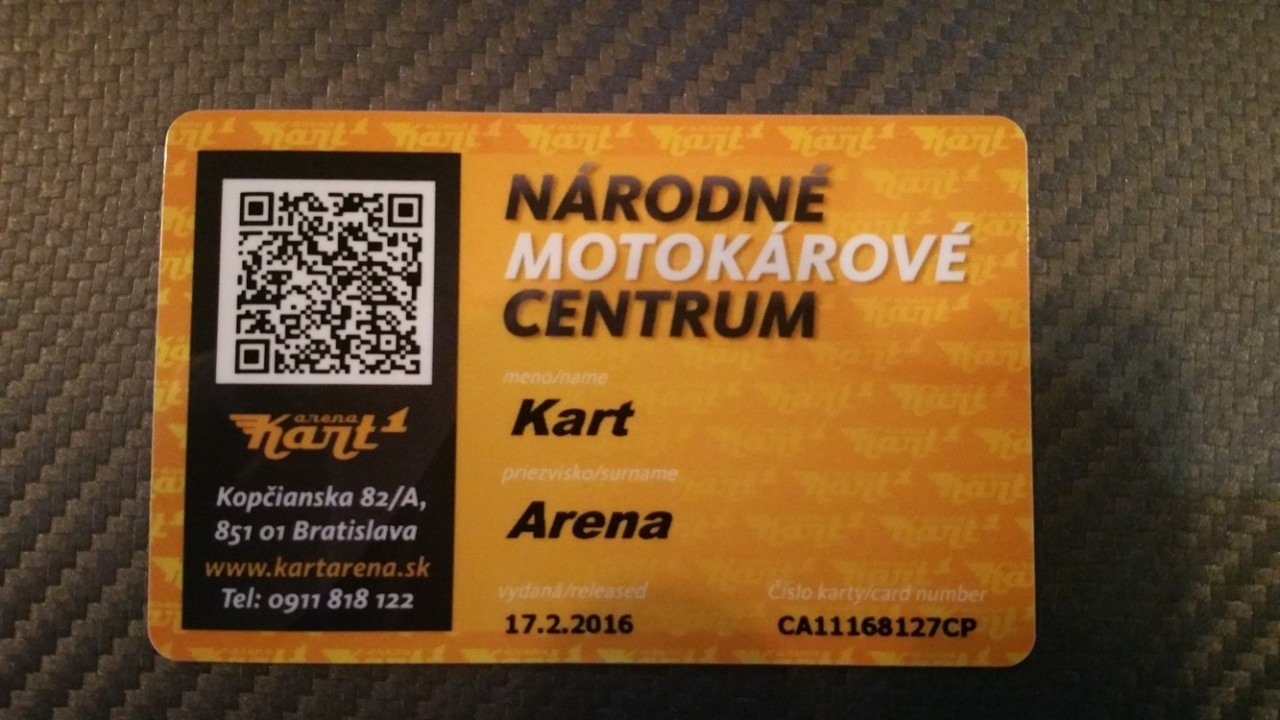 arena
Kart 1
Kopčianska 82/A,
851 01 Bratislava
www.kartarena.sk
Tel: 0911 818 122
NÁRODNÉ
MOTOKÁROVÉ
CENTRUM
meno/name
Kart
priezvisko/surname
Arena
vydaná/released
17.2.2016
Číslo karty/card number
CA11168127CP